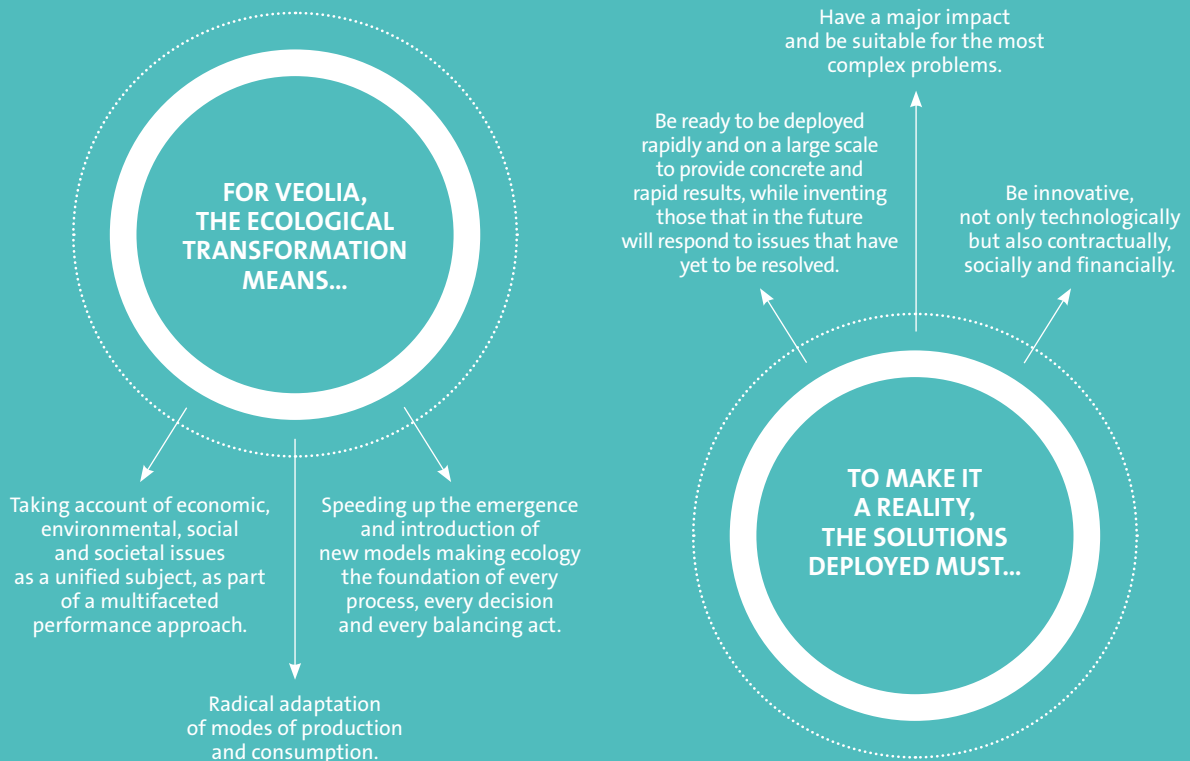 FOR VEOLIA,
THE ECOLOGICAL
TRANSFORMATION
MEANS...
Taking account of economic,
environmental, social
and societal issues
as a unified subject, as part
of a multifaceted
performance approach.
Radical adaptation
of modes of production
and consumption.
Speeding up the emergence
and introduction of
new models making ecology
the foundation of every
process, every decision
and every balancing act.
TO MAKE IT
A REALITY,
THE SOLUTIONS
DEPLOYED MUST...
Be ready to be deployed
rapidly and on a large scale
to provide concrete and
rapid results, while inventing
those that in the future
will respond to issues that have
yet to be resolved.
Have a major impact
and be suitable for the most
complex problems.
Be innovative,
not only technologically
but also contractually,
socially and financially.